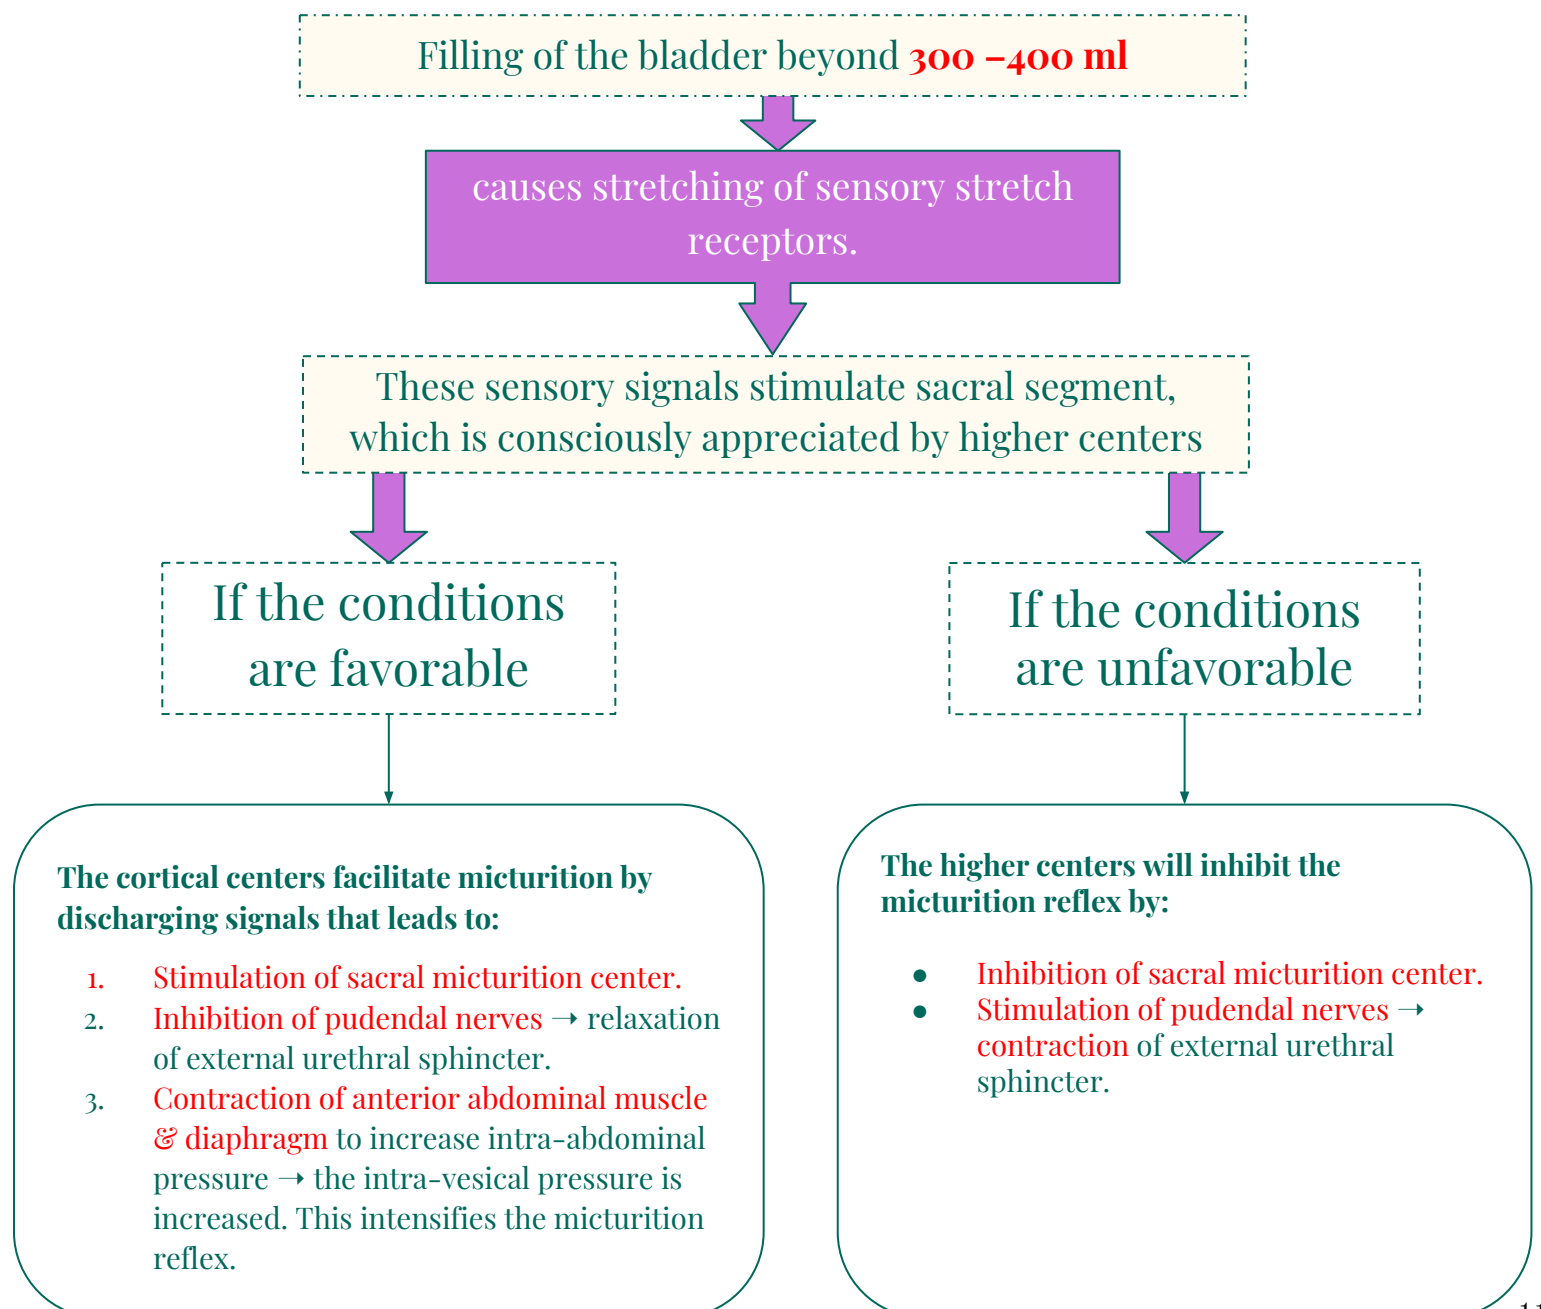 Filling of the bladder beyond 300 –400 ml
causes stretching of sensory stretch
receptors.
These sensory signals stimulate sacral segment,
which is consciously appreciated by higher centers
If the conditions
are favorable
If the conditions
are unfavorable
The cortical centers facilitate micturition by
discharging signals that leads to:
1. Stimulation of sacral micturition center.
2. Inhibition of pudendal nerves → relaxation
of external urethral sphincter.
3. Contraction of anterior abdominal muscle
& diaphragm to increase intra-abdominal
pressure → the intra-vesical pressure is
increased. This intensifies the micturition
reflex.
The higher centers will inhibit the
micturition reflex by:
● Inhibition of sacral micturition center.
● Stimulation of pudendal nerves →
contraction of external urethral
sphincter.